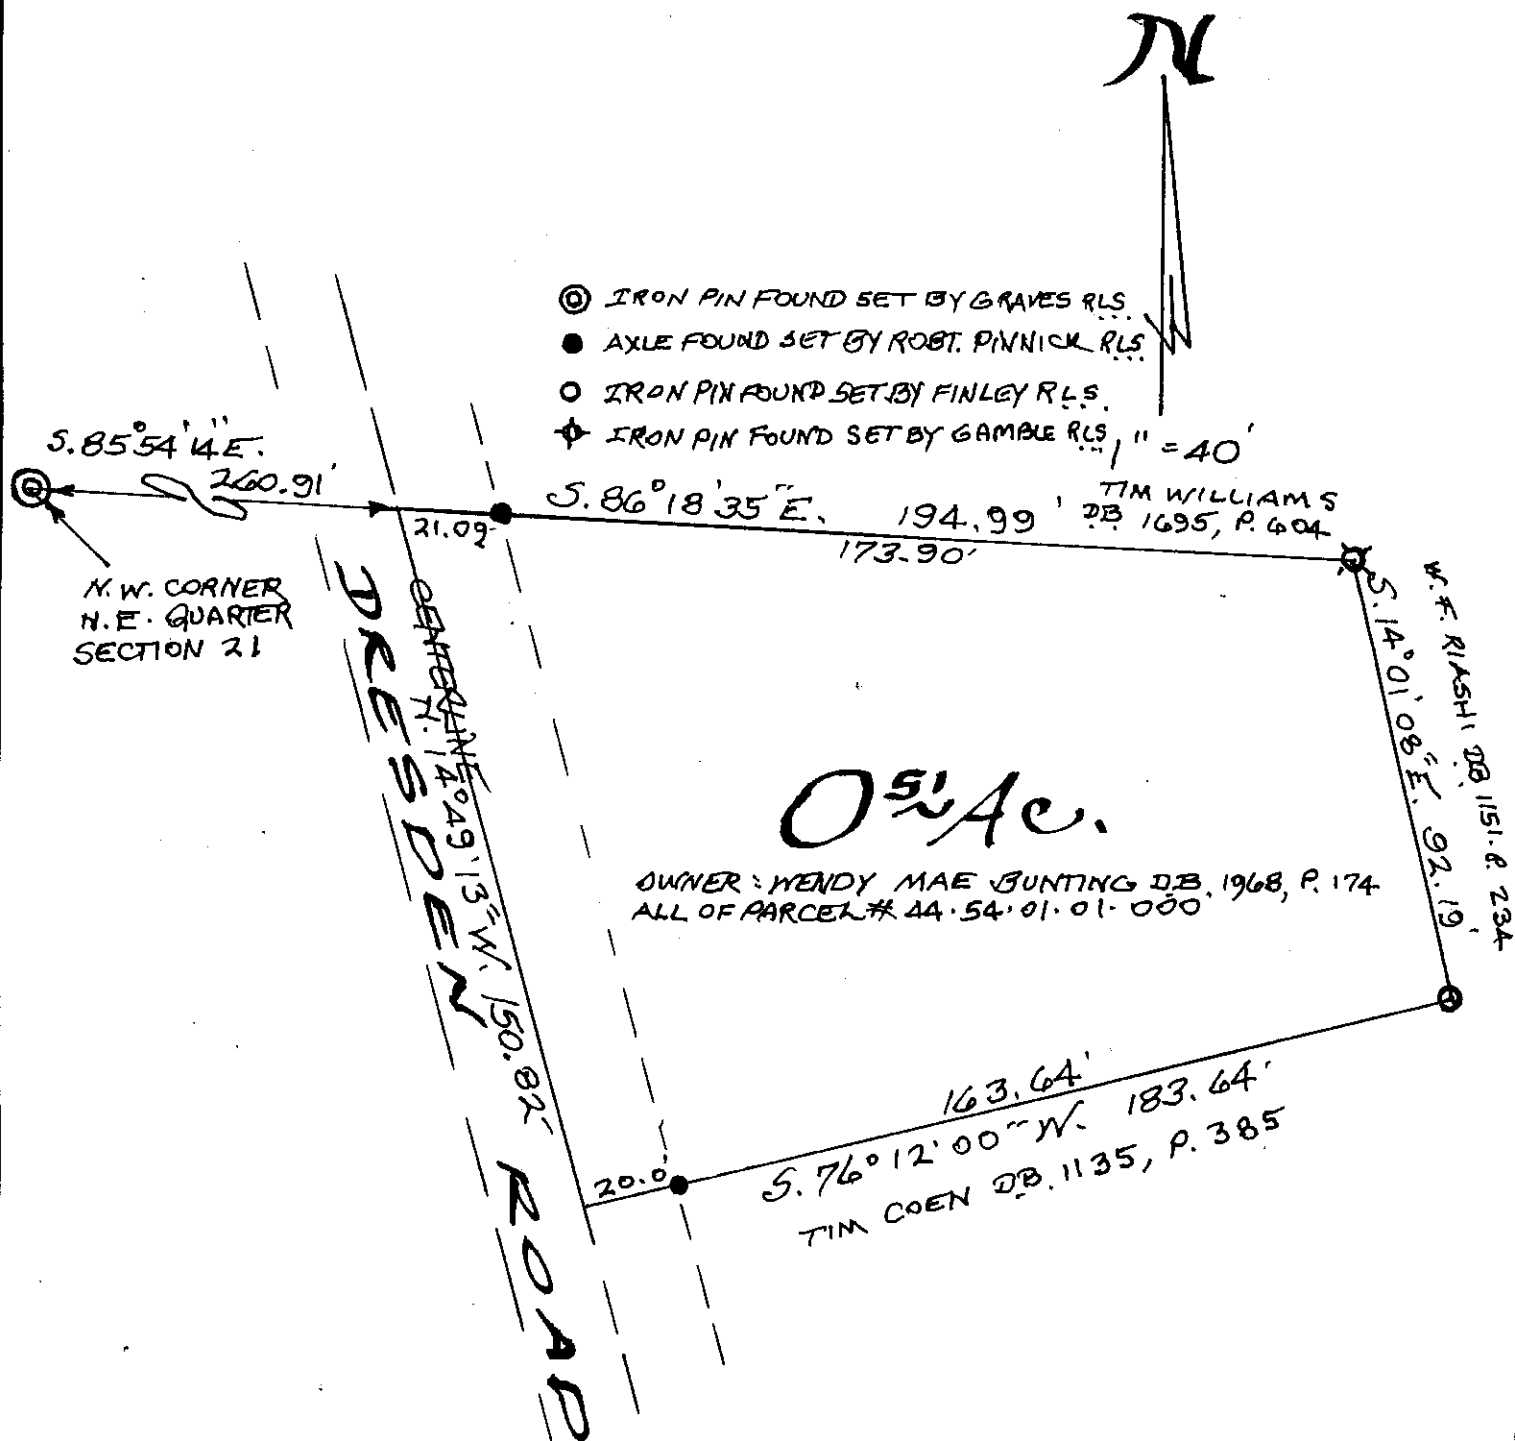 N
IRON PIN FOUND SET BY GRAVES RLS.
AXLE FOUND SET BY ROBT. PINNICK RLS
IRON PIN FOUND SET BY FINLEY R.L.S.
IRON PIN FOUND SET BY GAMBLE RLS
1" = 40'
S. 85°54'14" E.
260.91'
N.W. CORNER
N.E. QUARTER
SECTION 21
21.09'
S. 86°18'35" E. 194.99'
173.90'
TIM WILLIAMS
DB 1695, P. 604
S. 14°01'08" E. 92.19'
W.F. RIASHI DB 1151. P. 234
CENTERLINE
N. 14°49'13" W. 150.82'
DRESDEN ROAD
0.51 Ac.
OWNER: WENDY MAE BUNTING D.B. 1968, P. 174
ALL OF PARCEL # 44.54.01.01.000
20.0'
163.64'
S. 76°12'00" W. 183.64'
TIM COEN D.B. 1135, P. 385